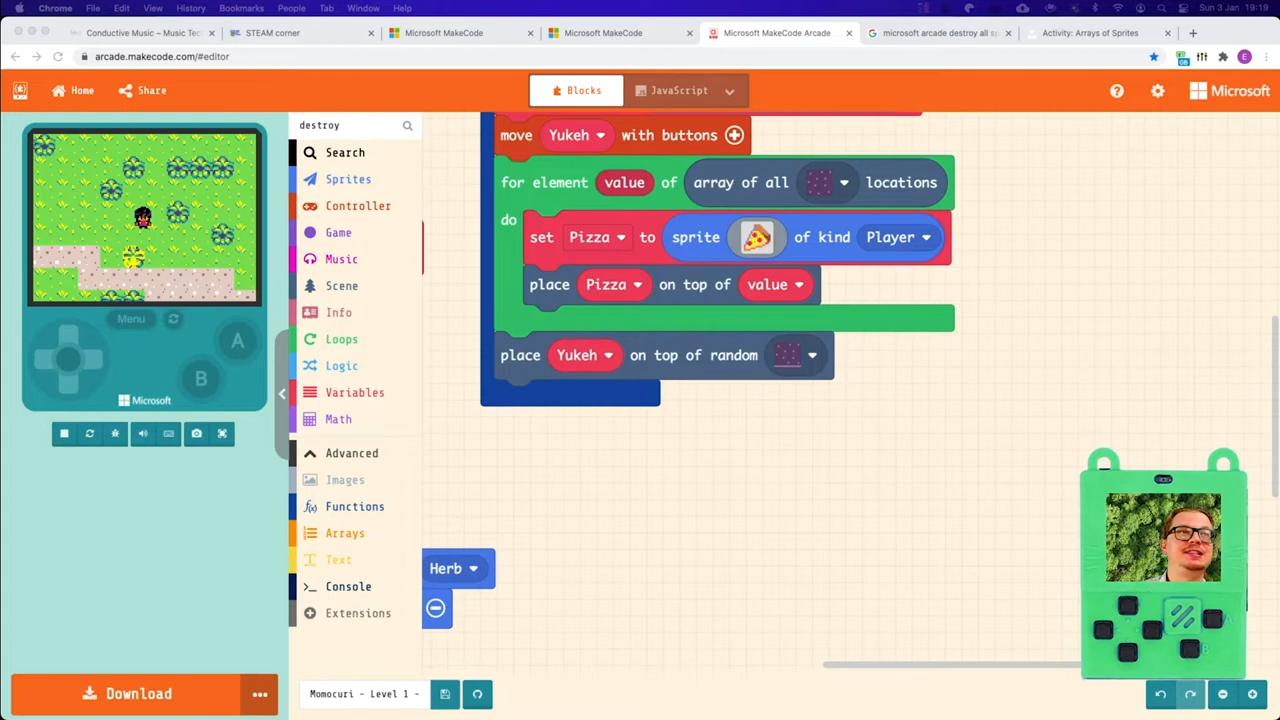 Chrome File Edit View History Bookmarks People Tab Window Help Sun 3 Jan 19:19
Conductive Music – Music Tec STEAM corner Microsoft MakeCode Microsoft MakeCode Microsoft MakeCode Arcade microsoft arcade destroy all sp Activity: Arrays of Sprites
arcade.makecode.com/#editor E
Home Share Blocks JavaScript Microsoft
destroy
Search
Sprites
Controller
Game
Music
Scene
Info
Loops
Logic
Variables
Math
Advanced
Images
Functions
Arrays
Text
Console
Extensions
move Yukeh with buttons
for element value of array of all locations
do
set Pizza to sprite of kind Player
place Pizza on top of value
place Yukeh on top of random
Herb
Menu
A
B
Microsoft
Download
Momocuri - Level 1 -
A
B